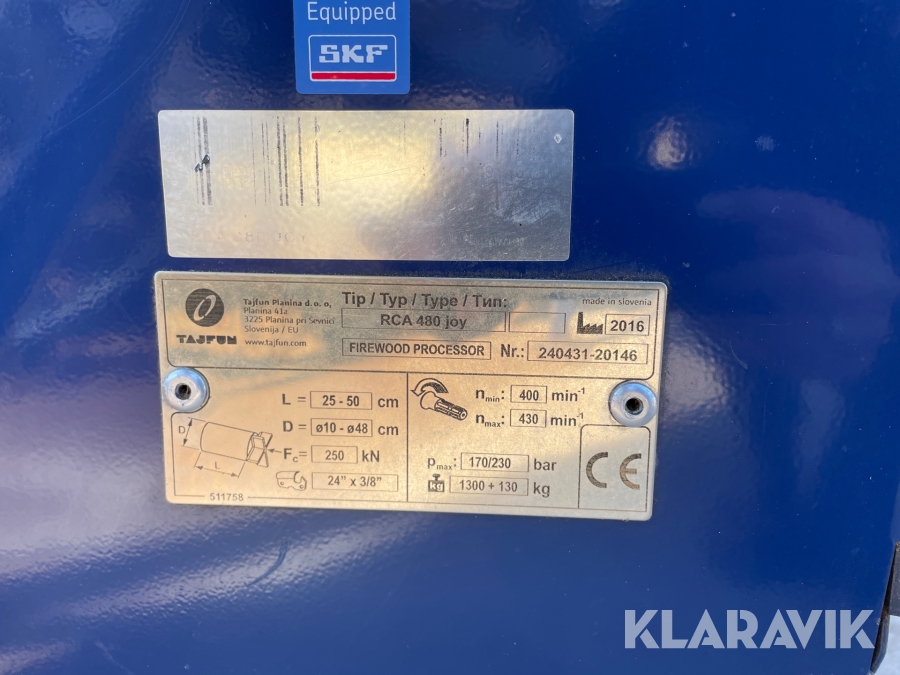 Equipped
SKF
Tajfun Planina d. o. o,
Planina 41a
3225 Planina pri Sevnici
Slovenija / EU
www.tajfun.com
TAJFUN
Tip / Typ / Type / Тип:
made in slovenia
RCA 480 joy
2016
FIREWOOD PROCESSOR Nr.: 240431-20146
L = 25 - 50 cm
D = ø10 - ø48 cm
Fc= 250 kN
24” x 3/8”
D
L
511758
nmin: 400 min-1
nmax: 430 min-1
pmax: 170/230 bar
kg 1300 + 130 kg
CE
KLARAVIK